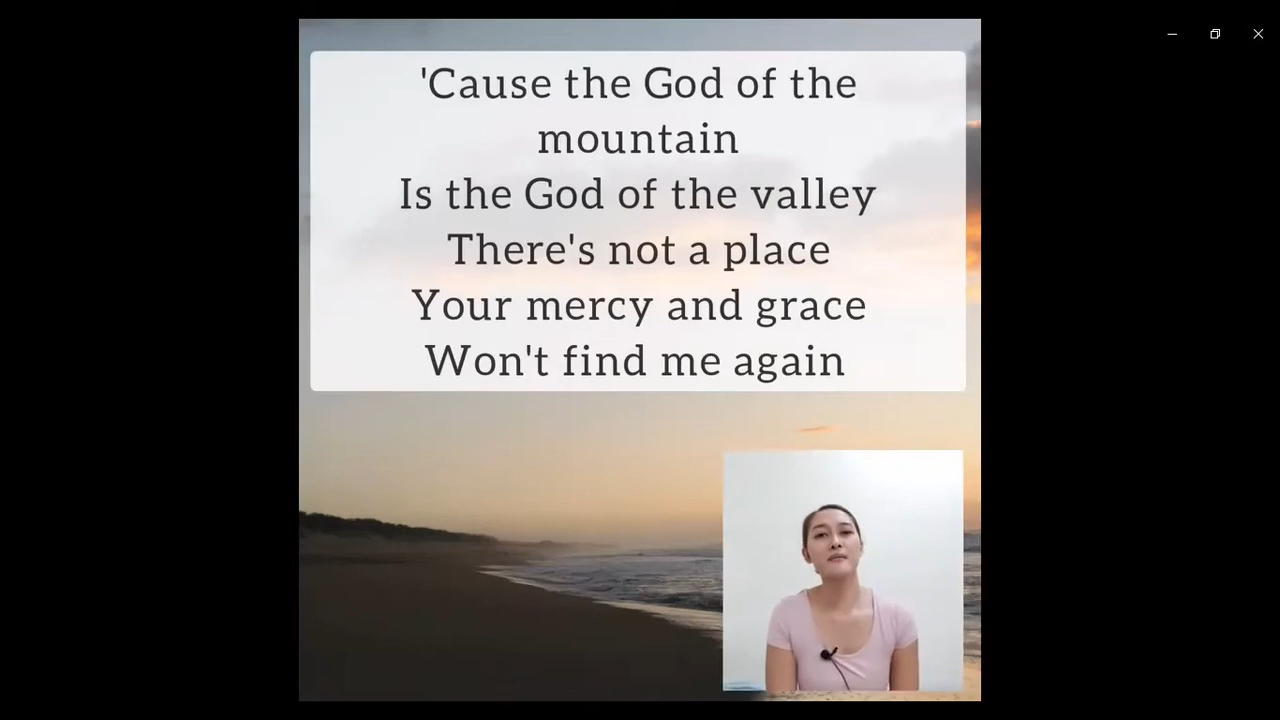 'Cause the God of the
mountain
Is the God of the valley
There's not a place
Your mercy and grace
Won't find me again